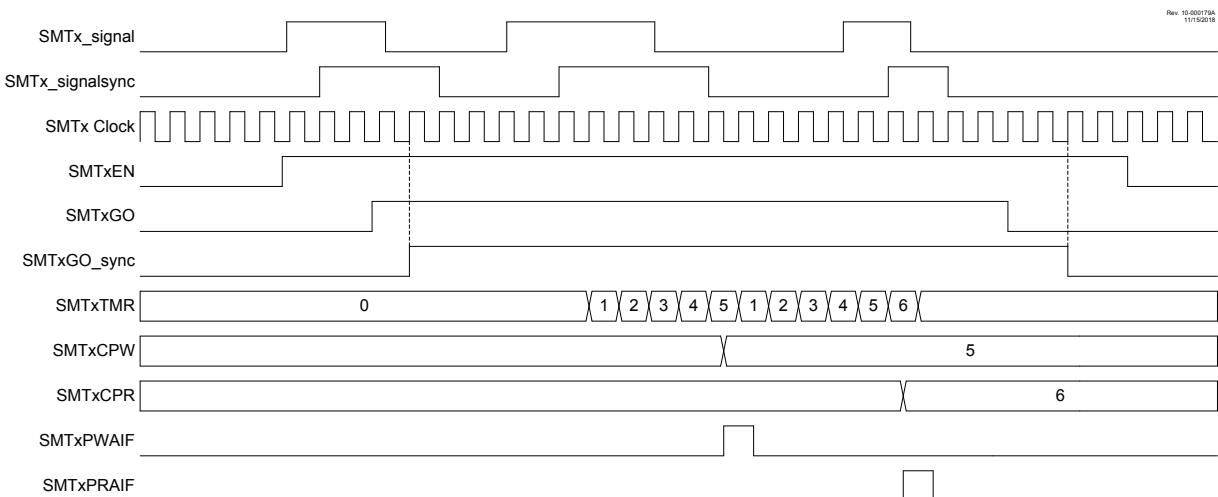 Rev. 10-000179A
11/15/2018
SMTx_signal
SMTx_signalsync
SMTx Clock
SMTxEN
SMTxGO
SMTxGO_sync
SMTxTMR 0 1 2 3 4 5 1 2 3 4 5 6
SMTxCPW 5
SMTxCPR 6
SMTxPWAIF
SMTxPRAIF